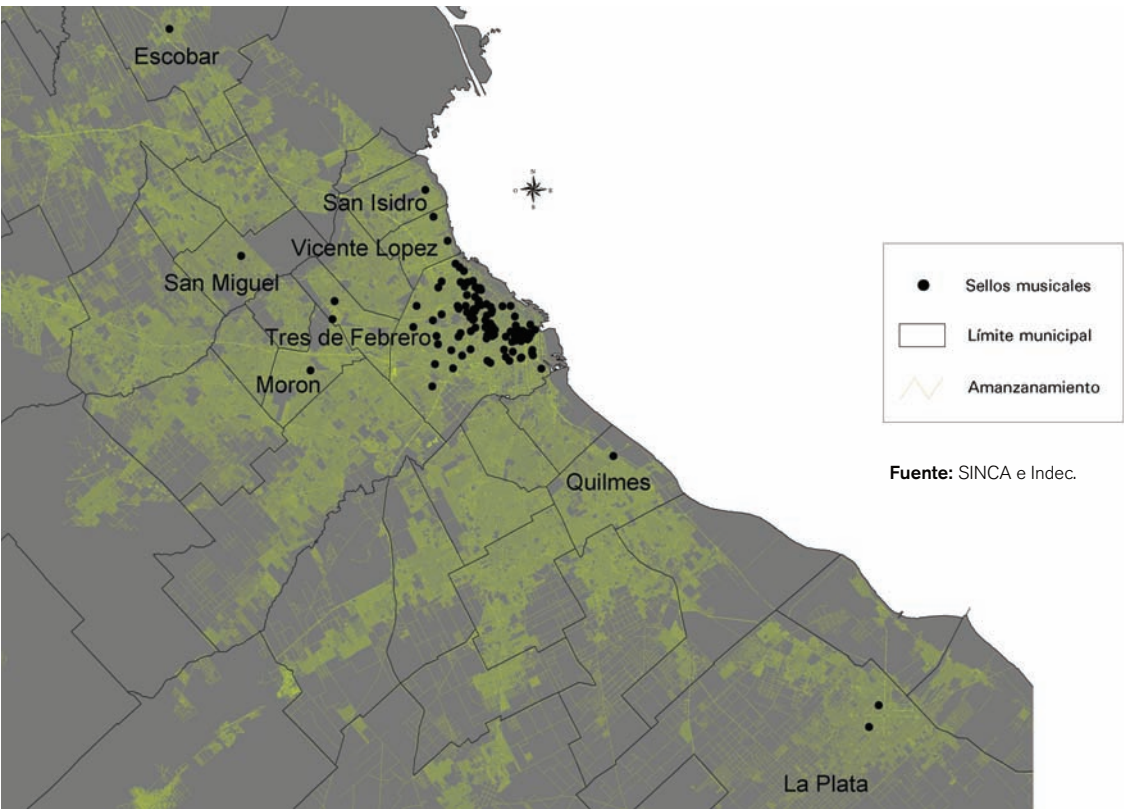 Escobar
San Isidro
Vicente Lopez
San Miguel
Tres de Febrero
Moron
Quilmes
La Plata
N
O
E
S
Sellos musicales
Límite municipal
Amanzanamiento
Fuente: SINCA e Indec.